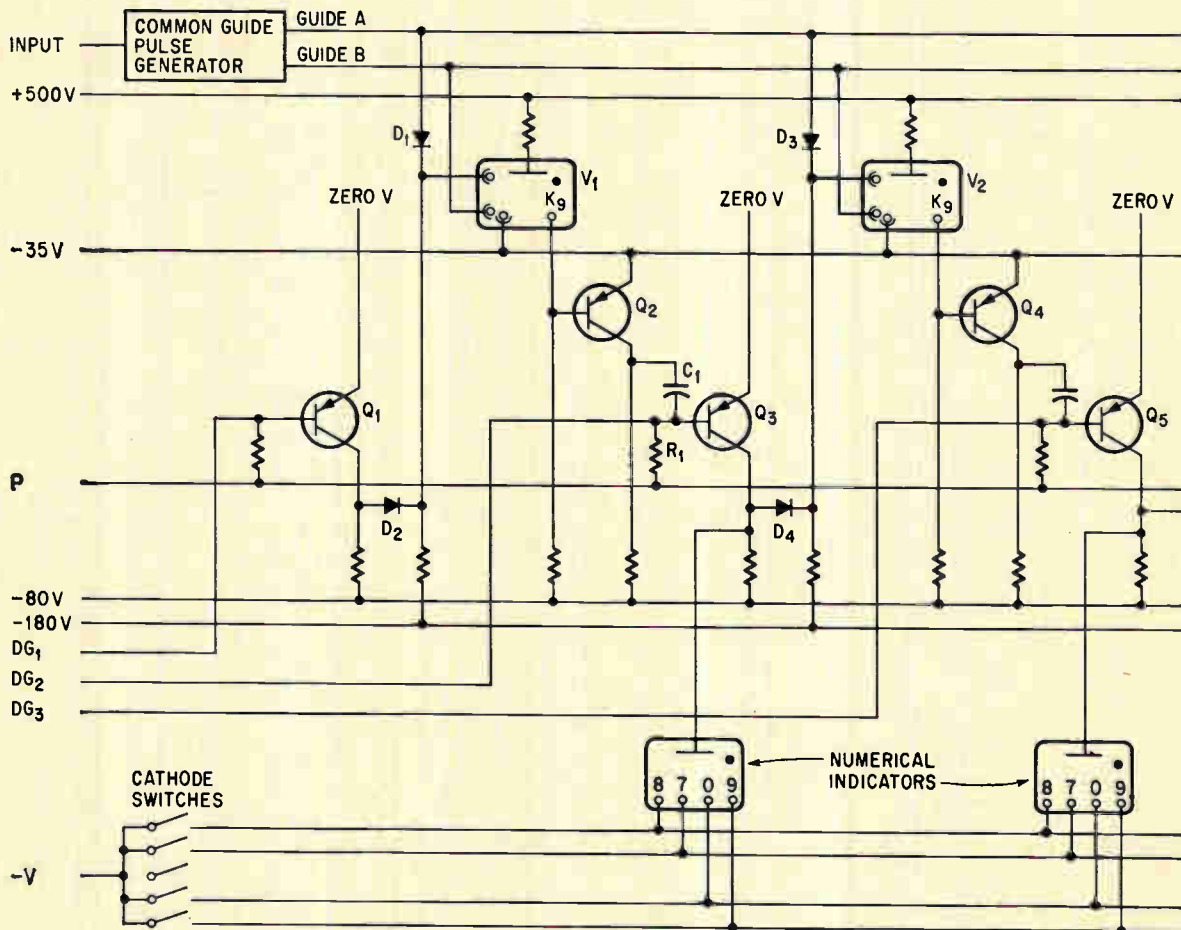 INPUT
COMMON GUIDE
PULSE
GENERATOR
GUIDE A
GUIDE B
+500V
D1
D3
V1
V2
K9
K9
ZERO V
ZERO V
ZERO V
-35V
Q2
Q4
C1
Q1
Q3
Q5
R1
P
D2
D4
-80V
-180V
DG1
DG2
DG3
NUMERICAL
INDICATORS
8 7 0 9
8 7 0 9
CATHODE
SWITCHES
-V